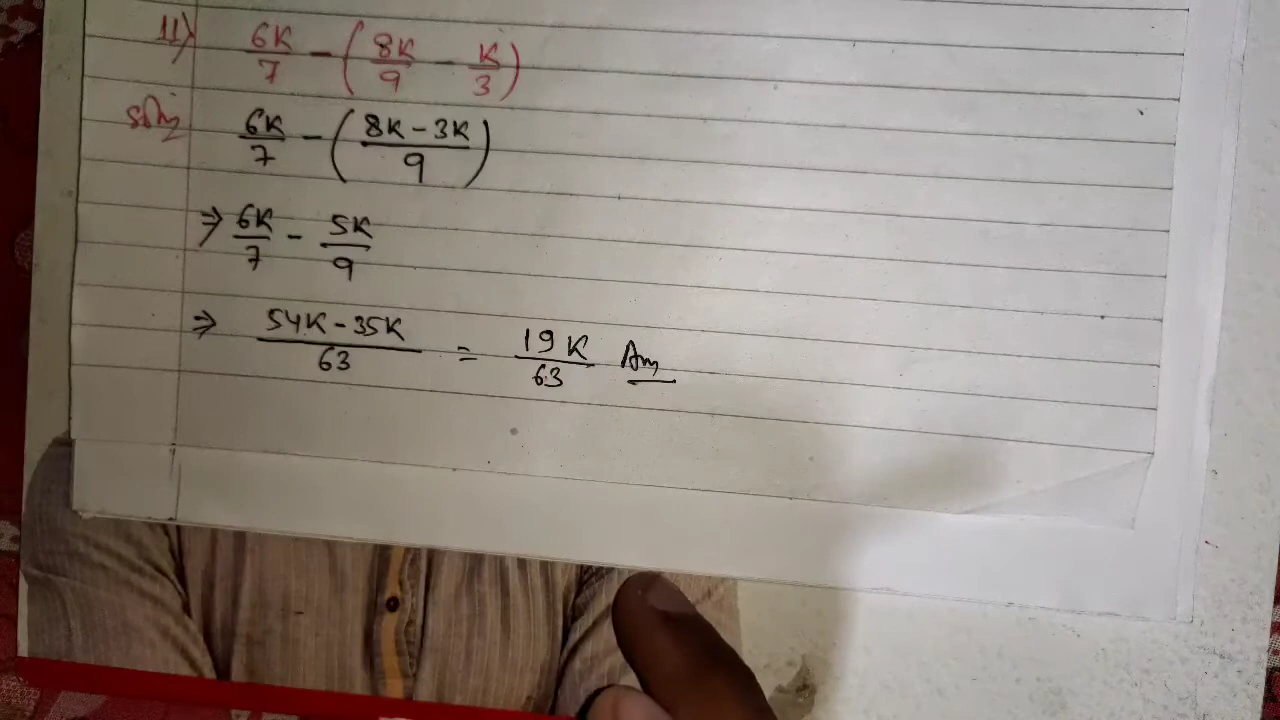 11) 6K/7 - (8K/9 - K/3)
Soln 6K/7 - (8K - 3K/9)
⇒ 6K/7 - 5K/9
⇒ 54K - 35K/63 = 19K/63 Ans